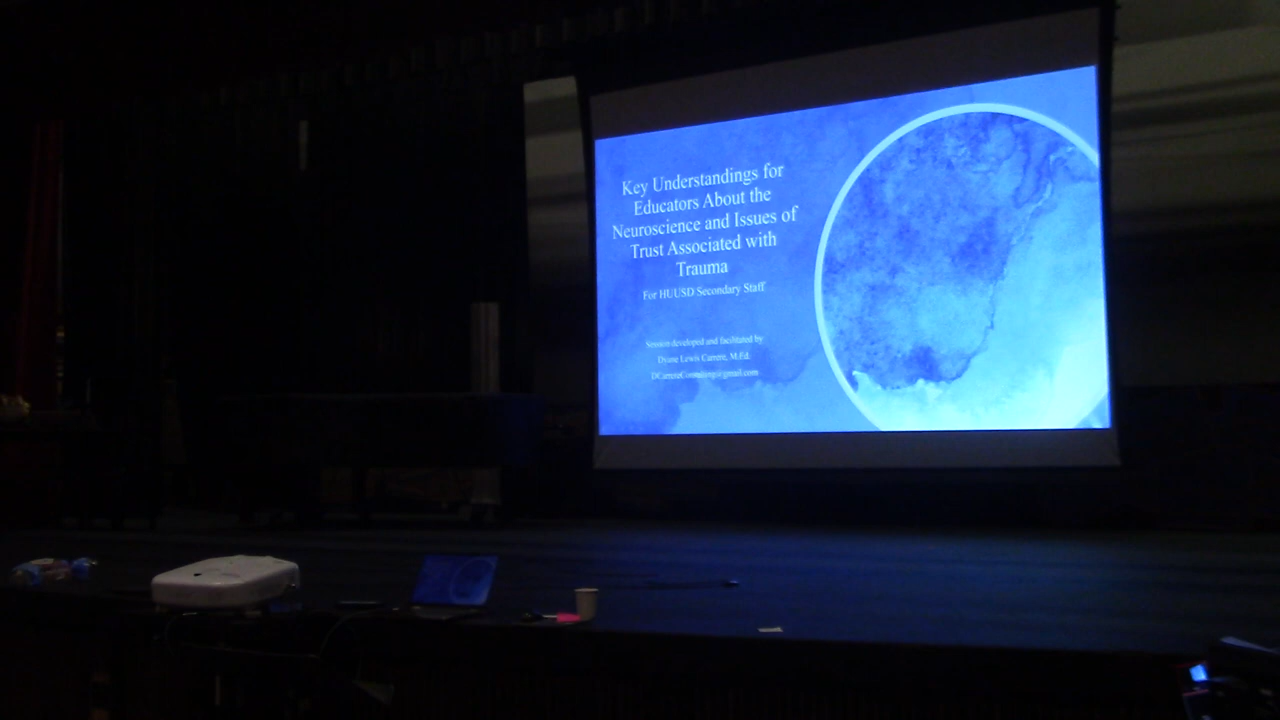 Key Understandings for
Educators About the
Neuroscience and Issues of
Trust Associated with
Trauma
For HUUSD Secondary Staff
Session developed and facilitated by
Dyane Lewis Carrere, M.Ed.
DCarrereConsulting@gmail.com